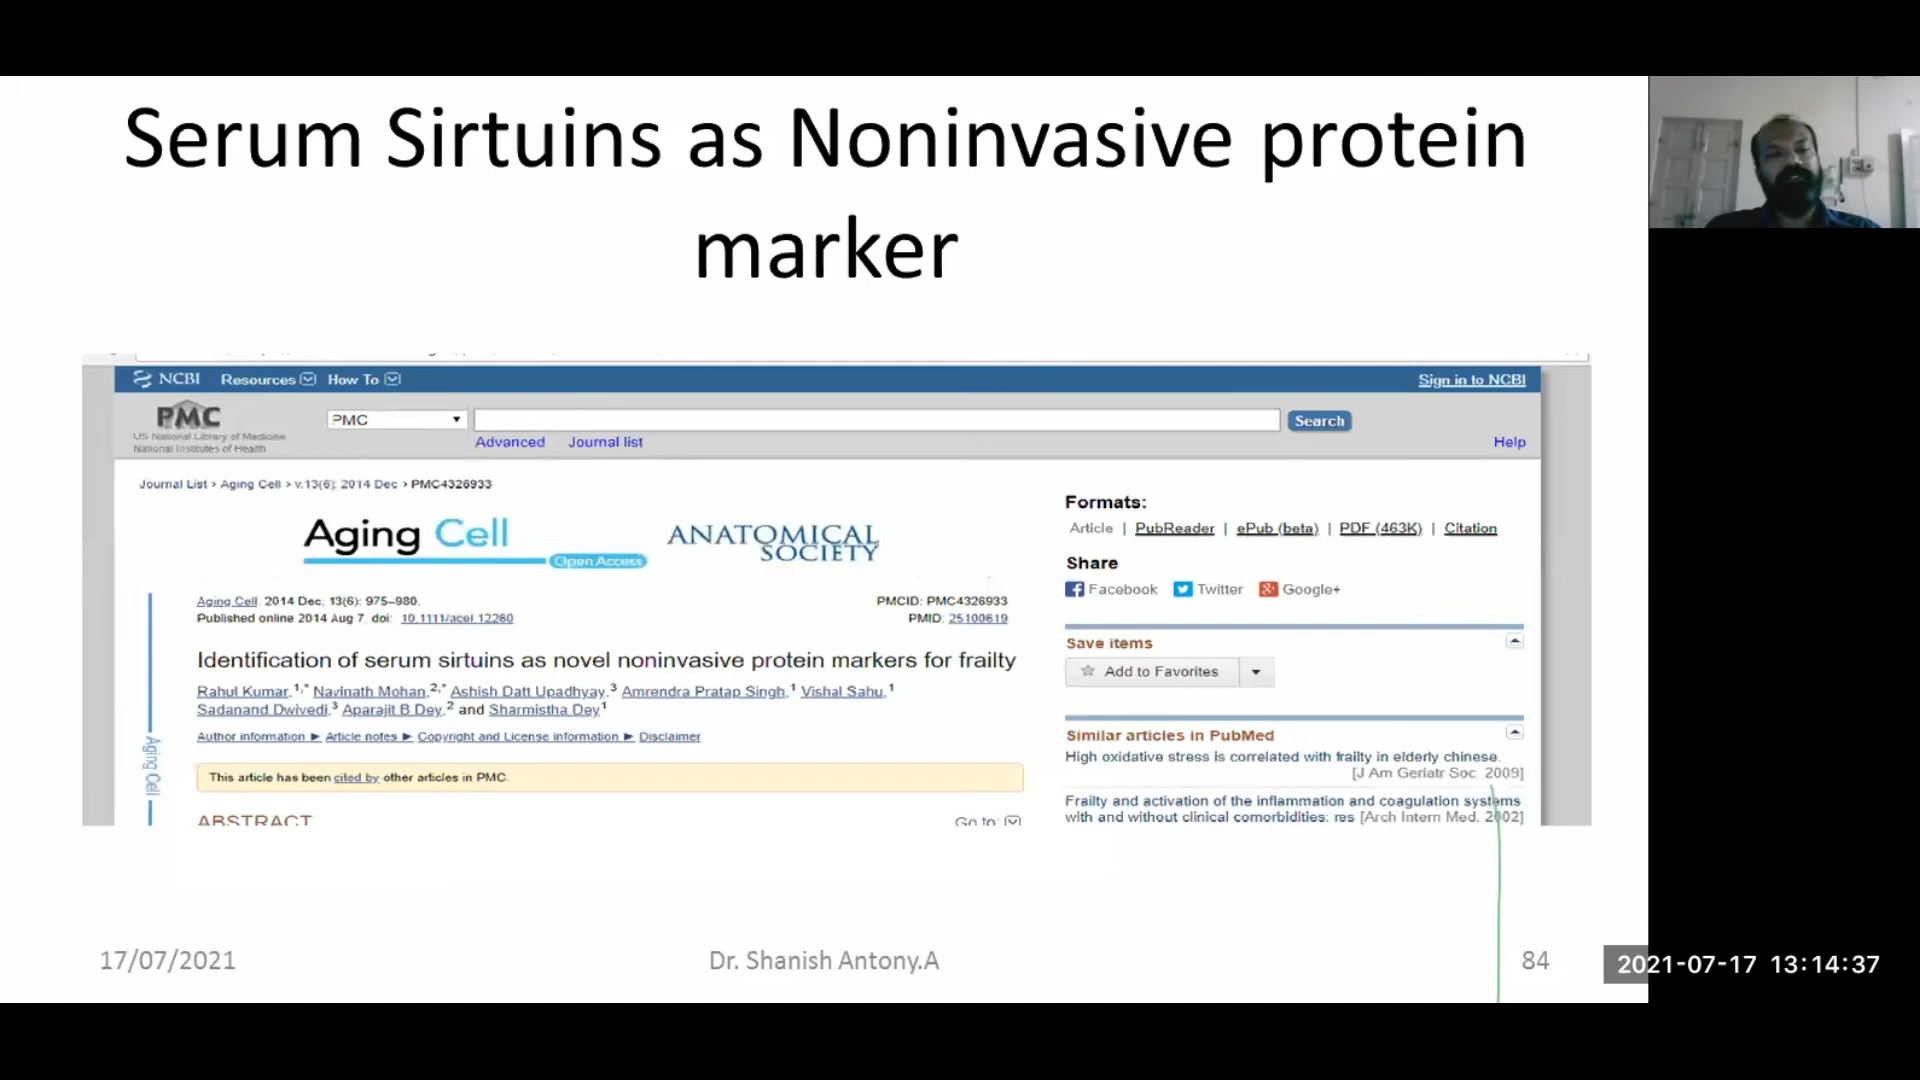 Serum Sirtuins as Noninvasive protein
marker
NCBI Resources How To Sign in to NCBI
PMC
US National Library of Medicine
National Institutes of Health
PMC
Search
Advanced Journal list
Help
Journal List > Aging Cell > v.13(6); 2014 Dec > PMC4326933
Aging Cell
Open Access
ANATOMICAL
SOCIETY
Aging Cell. 2014 Dec; 13(6): 975–980.
Published online 2014 Aug 7. doi: 10.1111/acel.12260
PMCID: PMC4326933
PMID: 25100619
Identification of serum sirtuins as novel noninvasive protein markers for frailty
Rahul Kumar,1,* Navinath Mohan,2,* Ashish Datt Upadhyay,3 Amrendra Pratap Singh,1 Vishal Sahu,1
Sadanand Dwivedi,3 Aparajit B Dey,2 and Sharmistha Dey1
Author information ► Article notes ► Copyright and License information ► Disclaimer
This article has been cited by other articles in PMC.
ABSTRACT
Go to:
Aging Cell
Formats:
Article | PubReader | ePub (beta) | PDF (463K) | Citation
Share
Facebook Twitter Google+
Save items
Add to Favorites
Similar articles in PubMed
High oxidative stress is correlated with frailty in elderly chinese.
[J Am Geriatr Soc. 2009]
Frailty and activation of the inflammation and coagulation systems
with and without clinical comorbidities: res [Arch Intern Med. 2002]
17/07/2021
Dr. Shanish Antony.A
84
2021-07-17 13:14:37